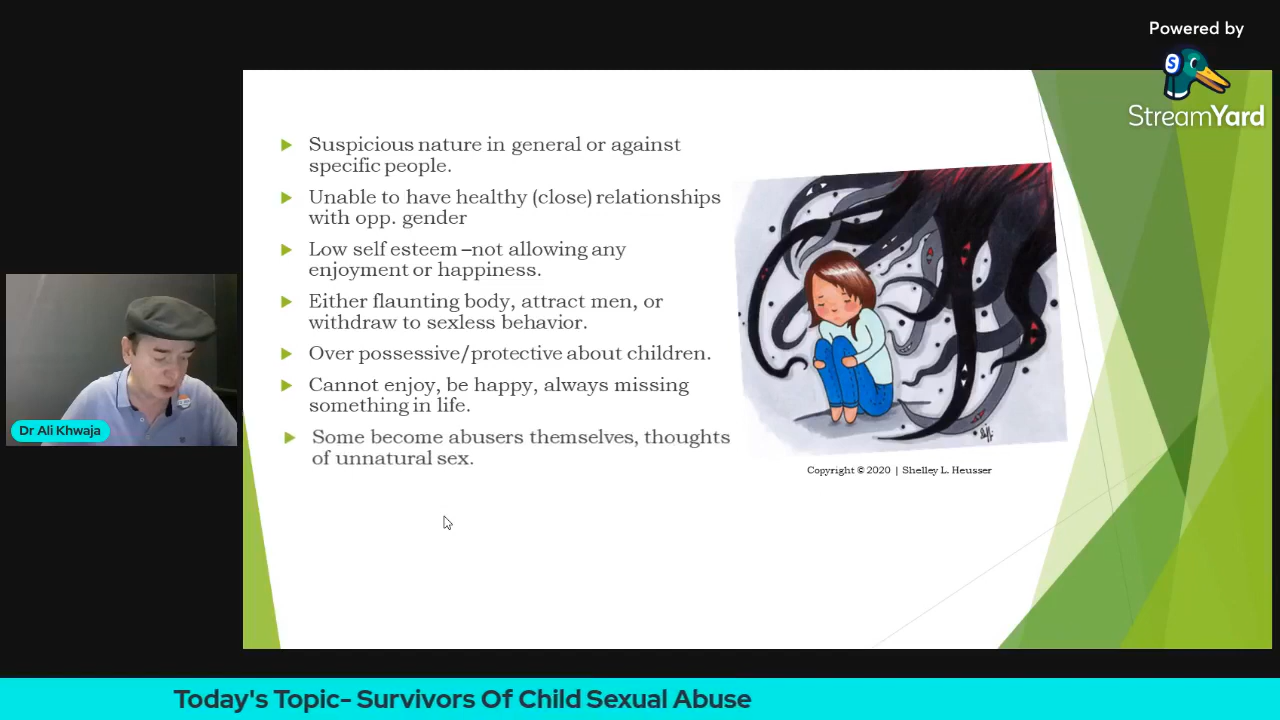 Powered by
StreamYard
Suspicious nature in general or against
specific people.
Unable to have healthy (close) relationships
with opp. gender
Low self esteem –not allowing any
enjoyment or happiness.
Either flaunting body, attract men, or
withdraw to sexless behavior.
Over possessive/protective about children.
Cannot enjoy, be happy, always missing
something in life.
Some become abusers themselves, thoughts
of unnatural sex.
Copyright © 2020 | Shelley L. Heusser
Dr Ali Khwaja
Today's Topic- Survivors Of Child Sexual Abuse